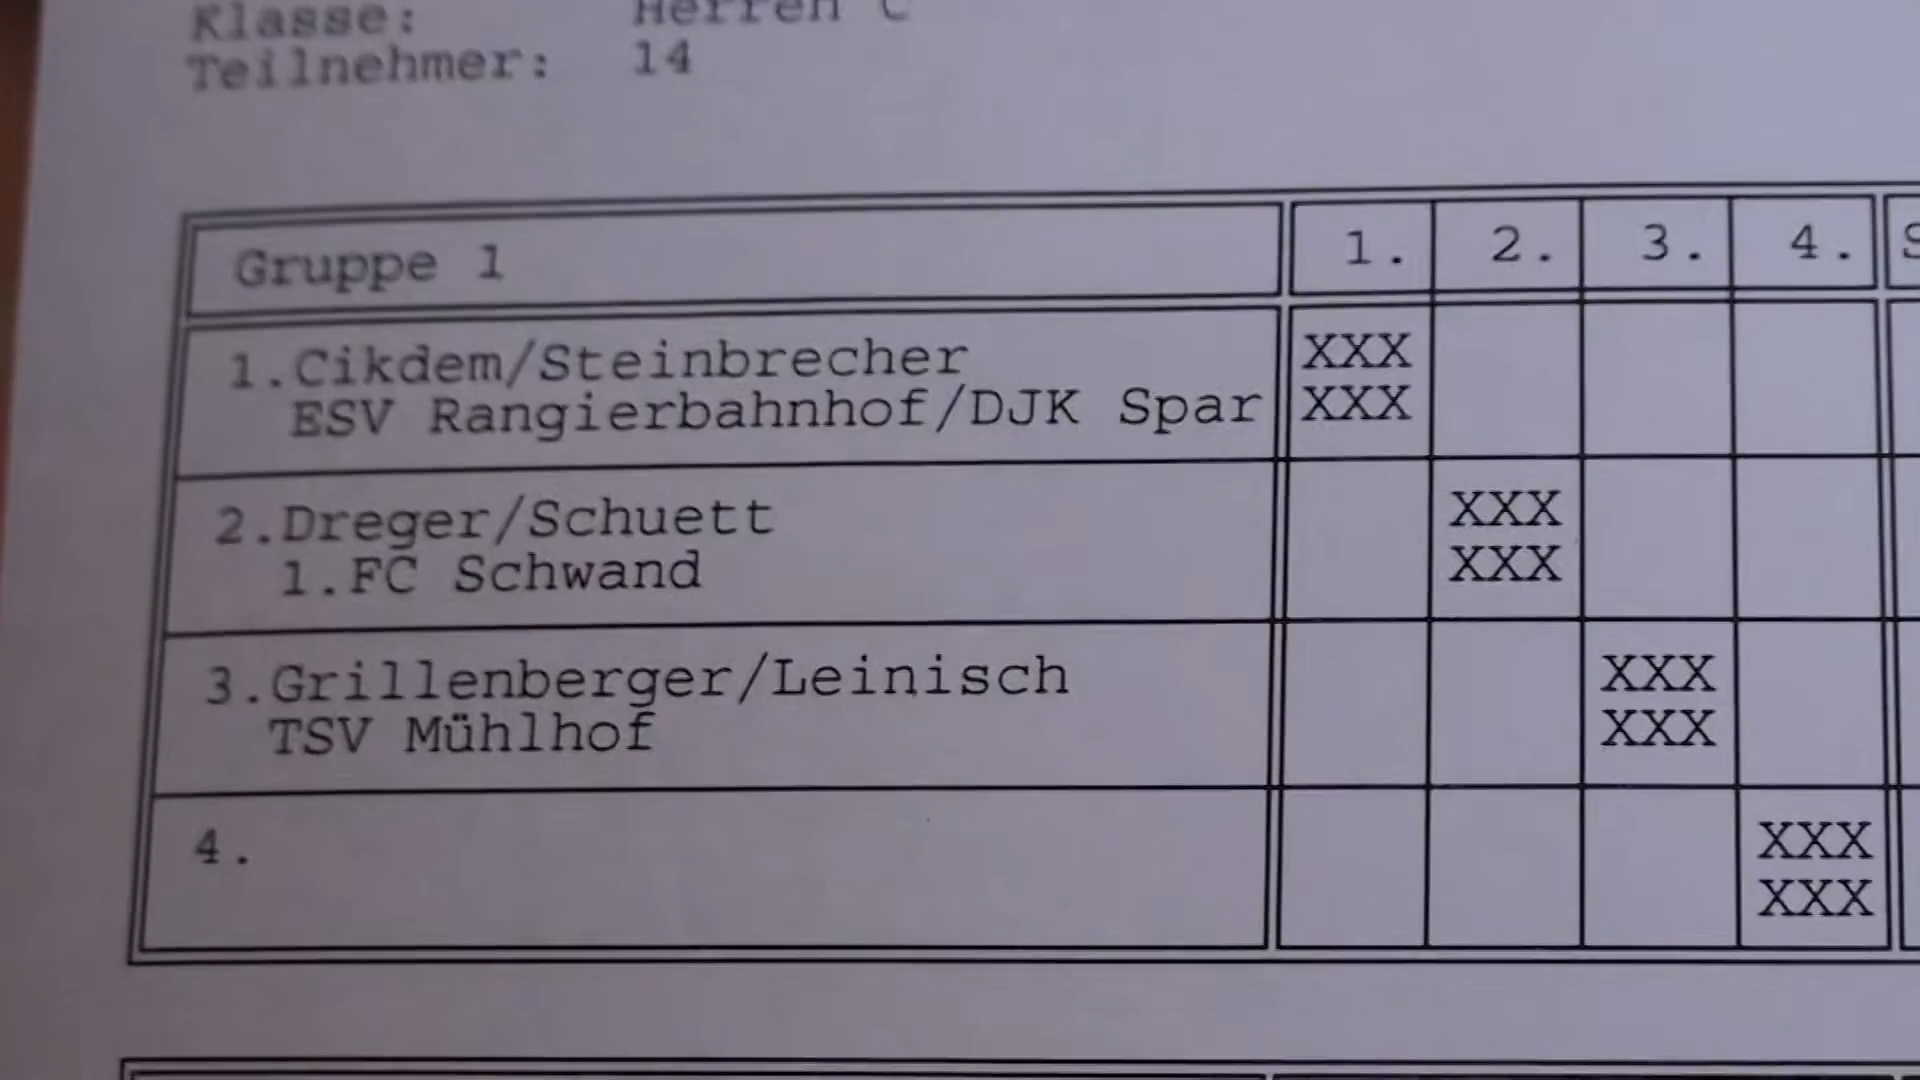 Klasse: Herren C
Teilnehmer: 14
Gruppe 1 1. 2. 3. 4. S
1.Cikdem/Steinbrecher XXX
ESV Rangierbahnhof/DJK Spar XXX
2.Dreger/Schuett XXX
1.FC Schwand XXX
3.Grillenberger/Leinisch XXX
TSV Mühlhof XXX
4. XXX
XXX